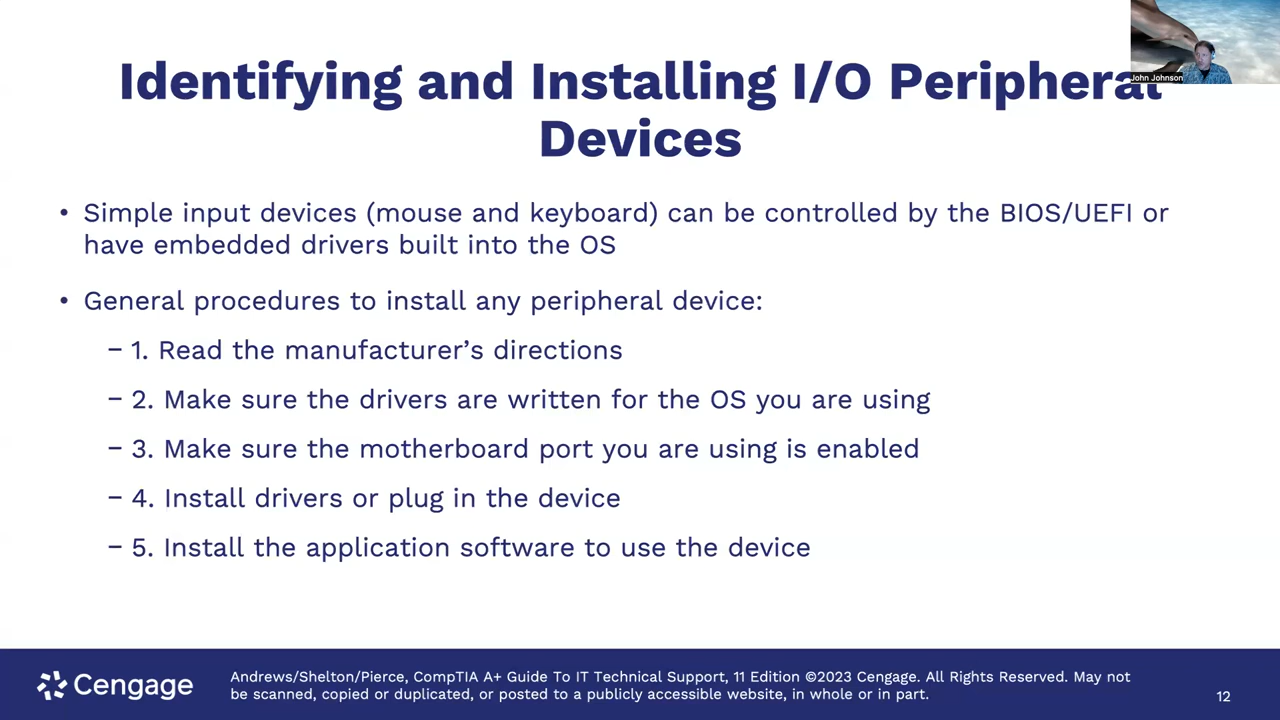 Identifying and Installing I/O Peripheral
Devices
John Johnson
• Simple input devices (mouse and keyboard) can be controlled by the BIOS/UEFI or
have embedded drivers built into the OS
• General procedures to install any peripheral device:
– 1. Read the manufacturer’s directions
– 2. Make sure the drivers are written for the OS you are using
– 3. Make sure the motherboard port you are using is enabled
– 4. Install drivers or plug in the device
– 5. Install the application software to use the device
Cengage
Andrews/Shelton/Pierce, CompTIA A+ Guide To IT Technical Support, 11 Edition ©2023 Cengage. All Rights Reserved. May not
be scanned, copied or duplicated, or posted to a publicly accessible website, in whole or in part.
12